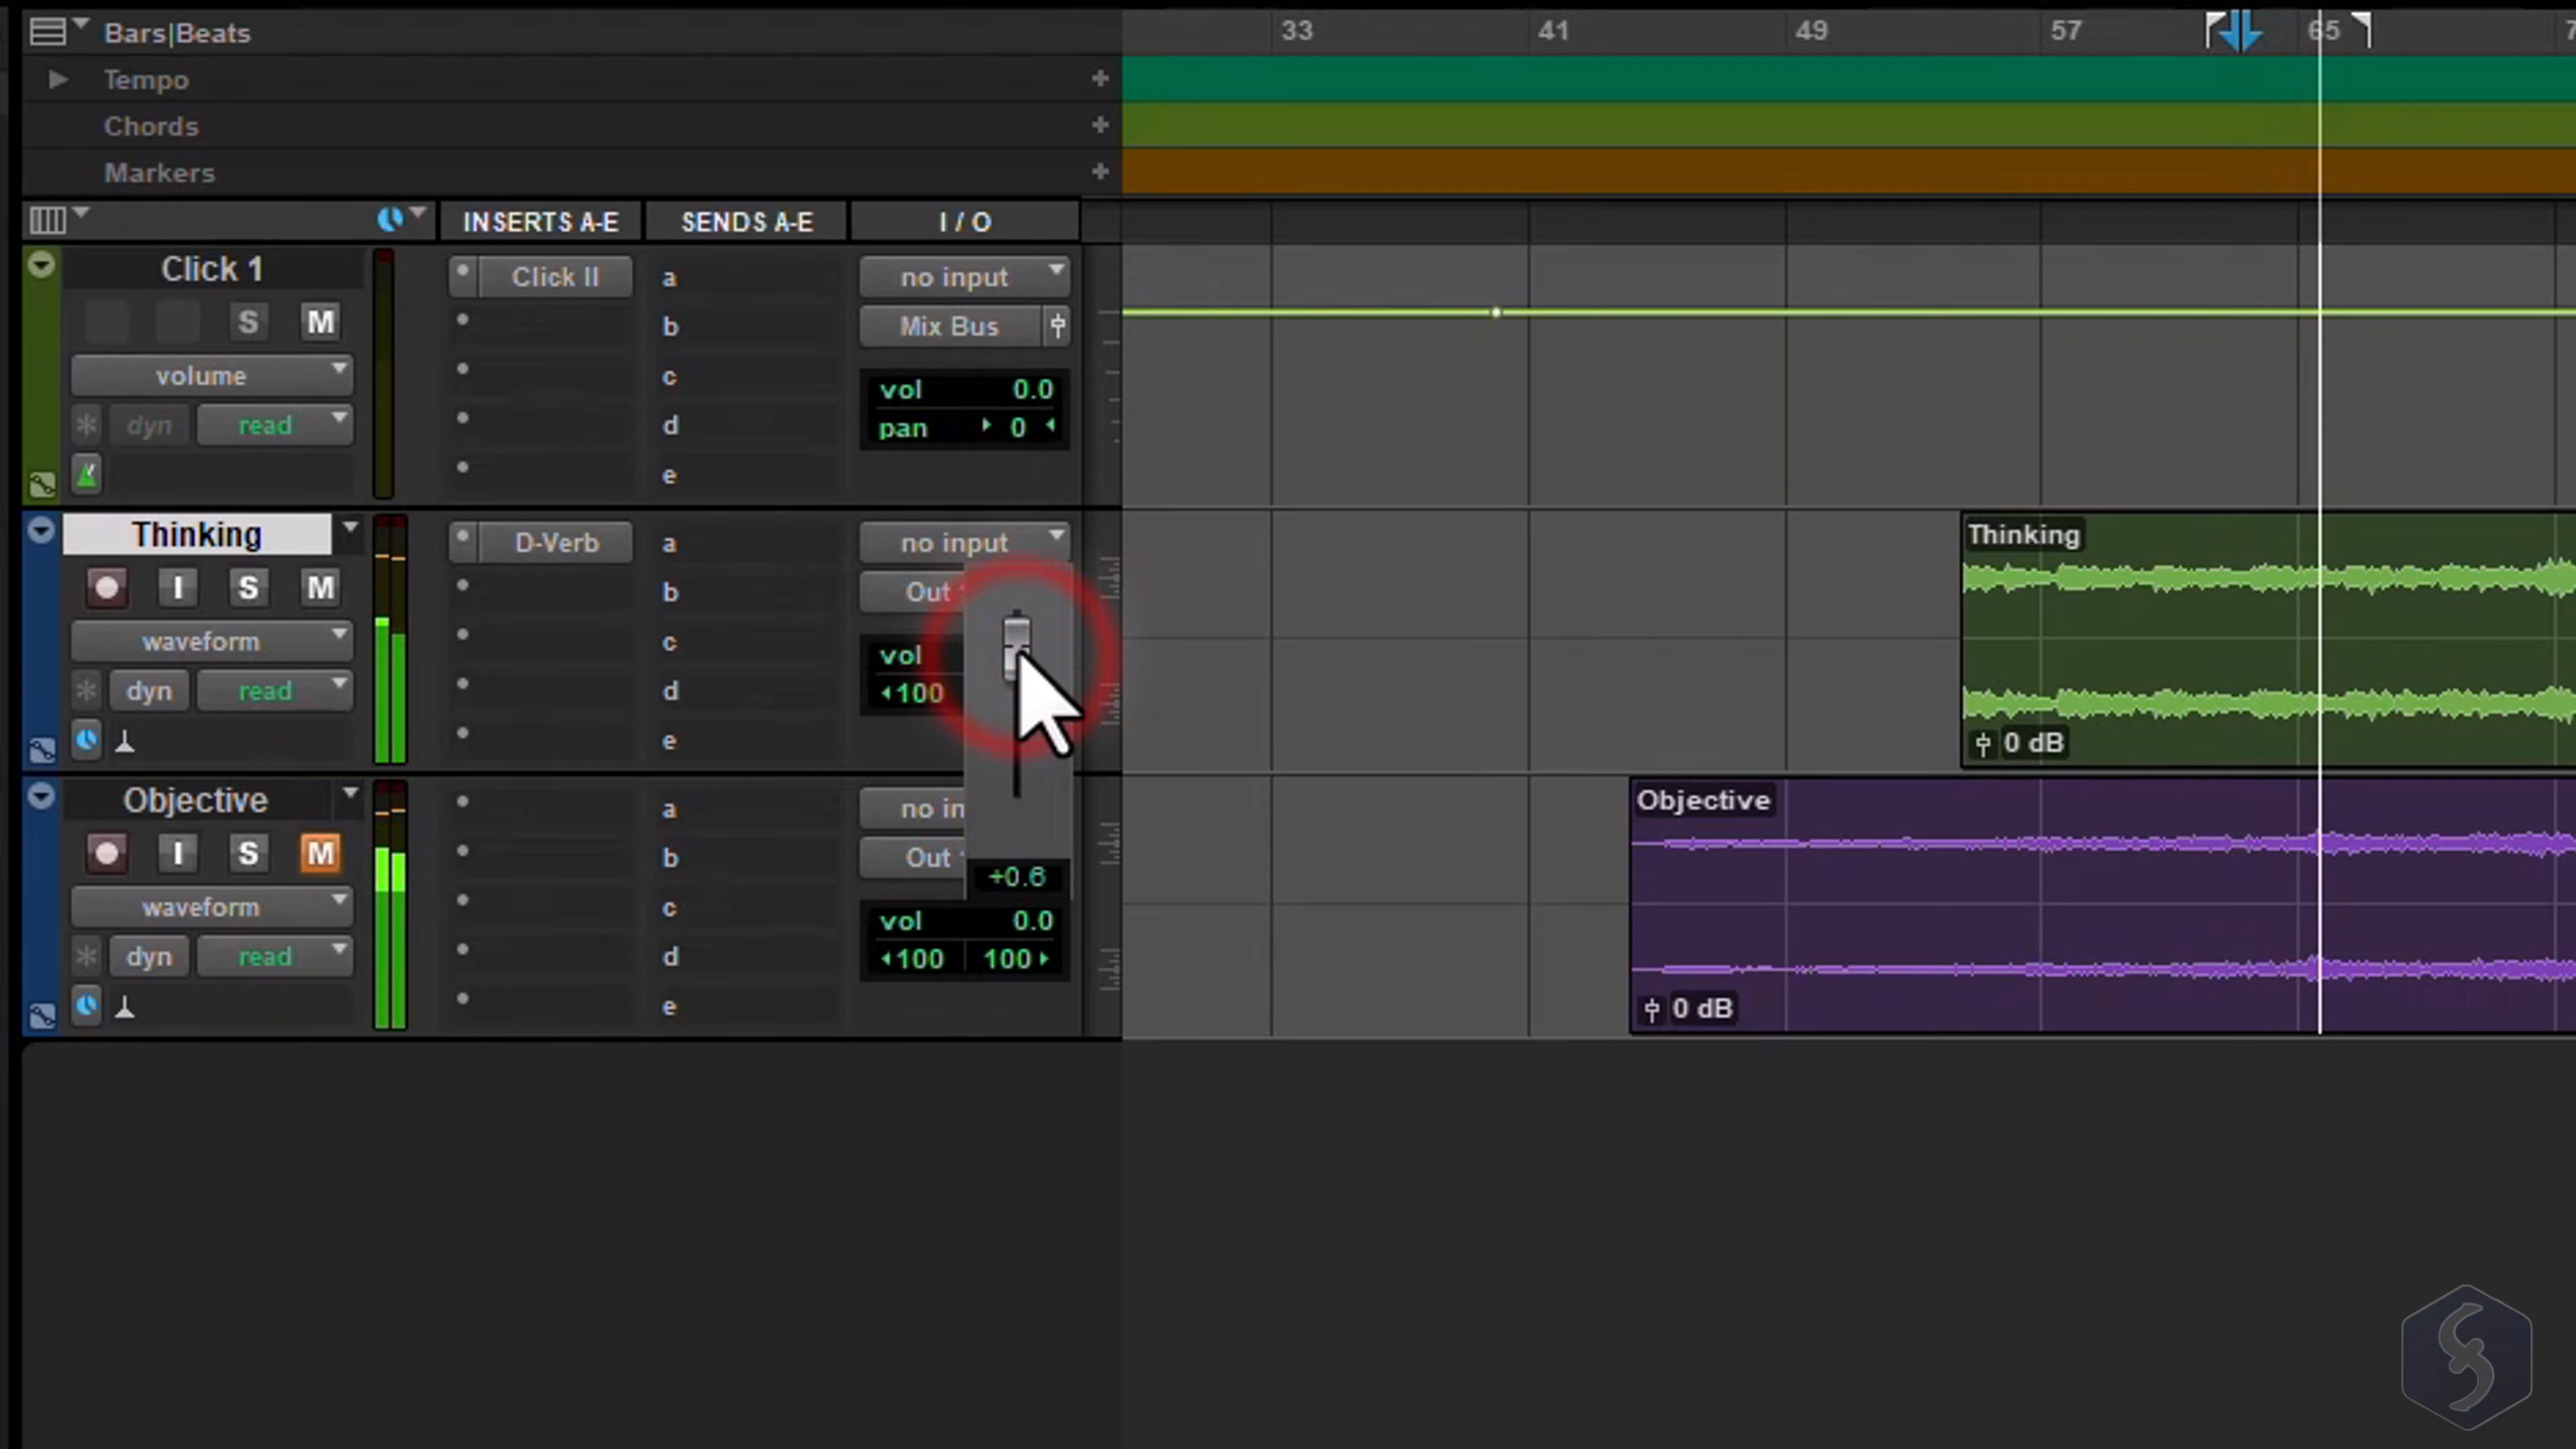 Bars|Beats
33 41 49 57 65
Tempo
Chords
Markers
INSERTS A-E SENDS A-E I / O
Click 1
Click II a no input
S M b Mix Bus
volume c vol 0.0
dyn read d pan 0
e
Thinking
D-Verb a no input
I S M b Out
waveform c vol
dyn read d 100
e
Thinking
0 dB
Objective
a no in
I S M b Out
+0.6
waveform c vol 0.0
dyn read d 100 100
e
Objective
0 dB